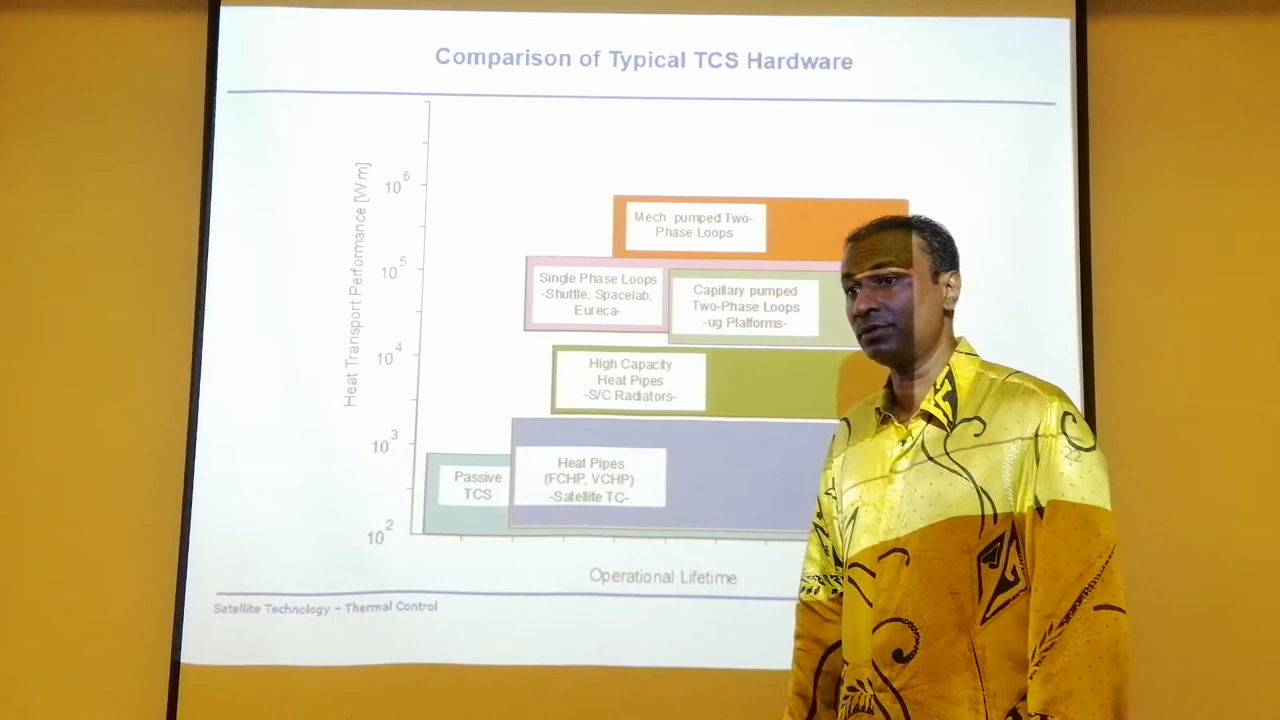 Comparison of Typical TCS Hardware
Heat Transport Performance [Wm]
10^6
10^5
10^4
10^3
10^2
Mech. pumped Two-
Phase Loops
Single Phase Loops
-Shuttle, Spacelab,
Eureca-
Capillary pumped
Two-Phase Loops
-ug Platforms-
High Capacity
Heat Pipes
-S/C Radiators-
Passive
TCS
Heat Pipes
(FCHP, VCHP)
-Satellite TC-
Operational Lifetime
Satellite Technology – Thermal Control